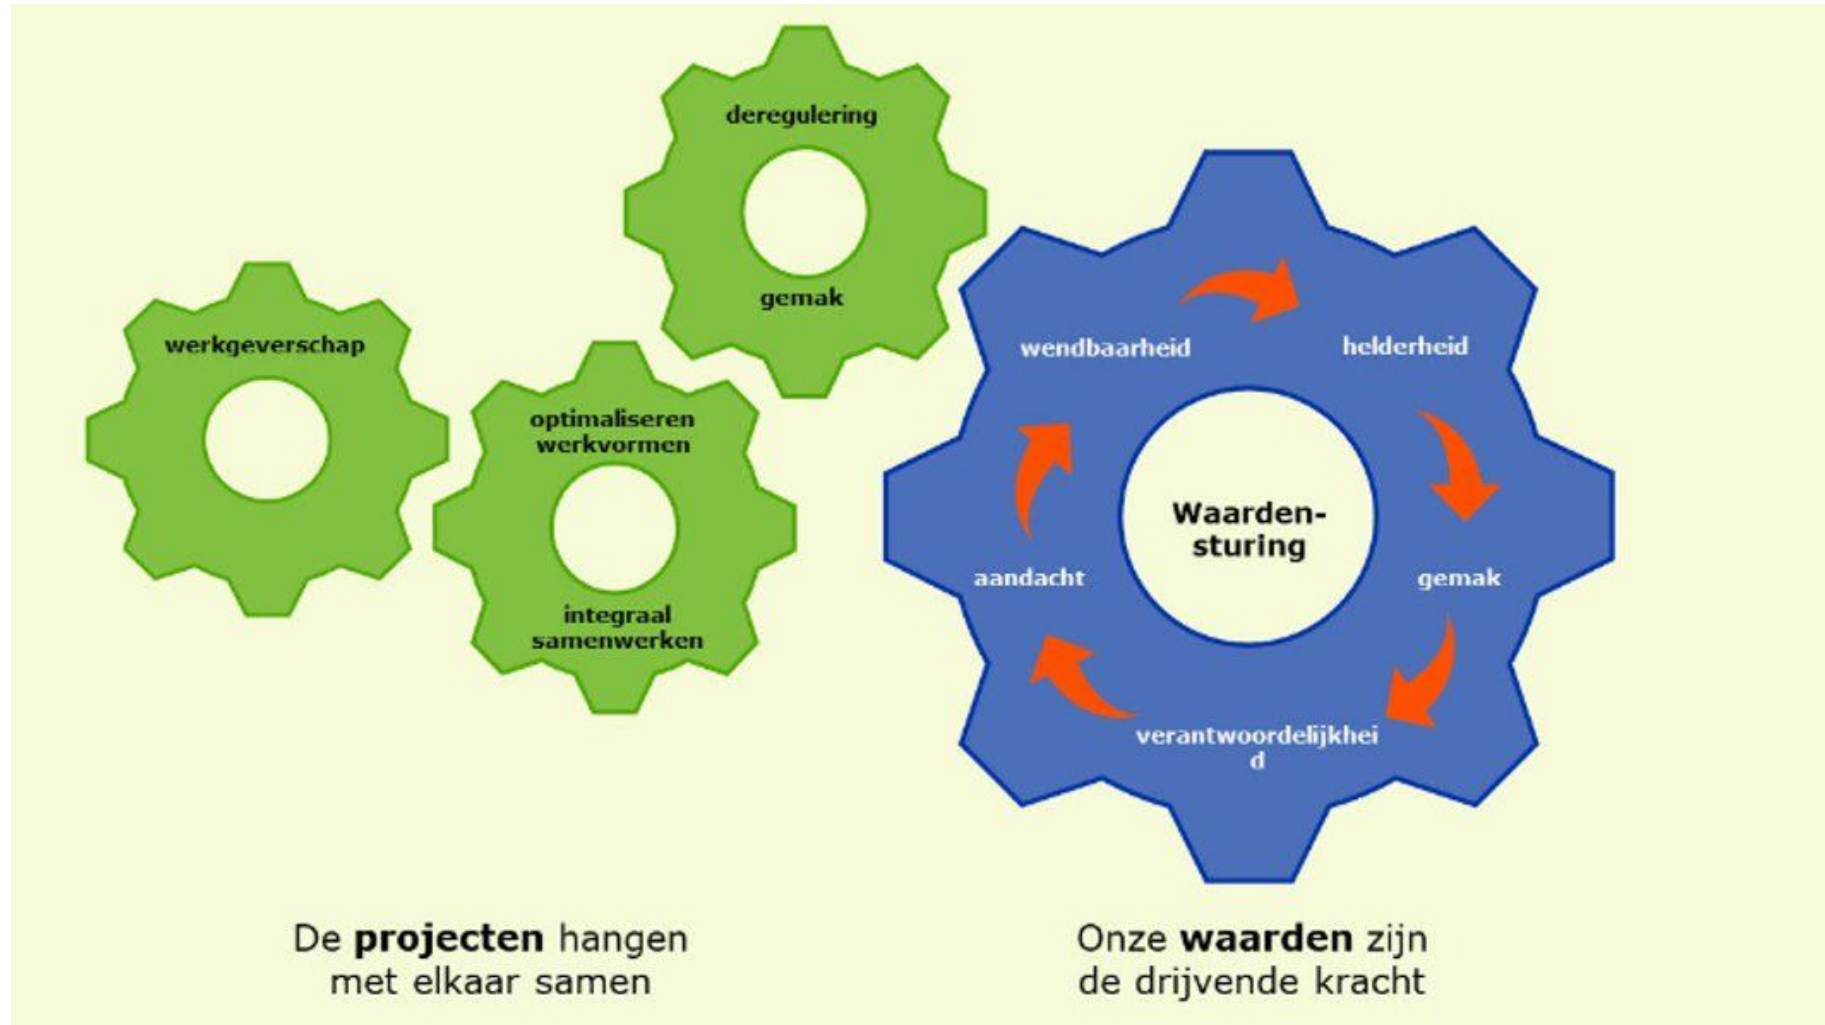 deregulering
gemak
werkgeverschap
optimaliseren
werkvormen
integraal
samenwerken
wendbaarheid
helderheid
Waarden-
sturing
aandacht
gemak
verantwoordelijkhei
d
De projecten hangen
met elkaar samen
Onze waarden zijn
de drijvende kracht